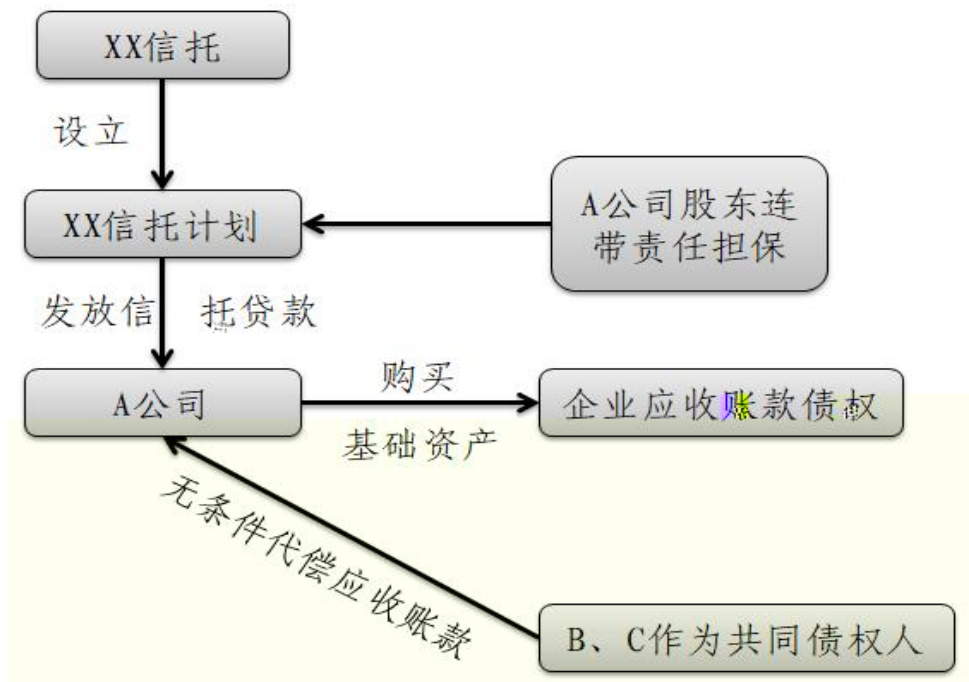 XX信托
设立
XX信托计划
A公司股东连
带责任担保
发放信 托贷款
A公司
购买
基础资产
企业应收账款债权
无条件代偿应收账款
B、C作为共同债权人